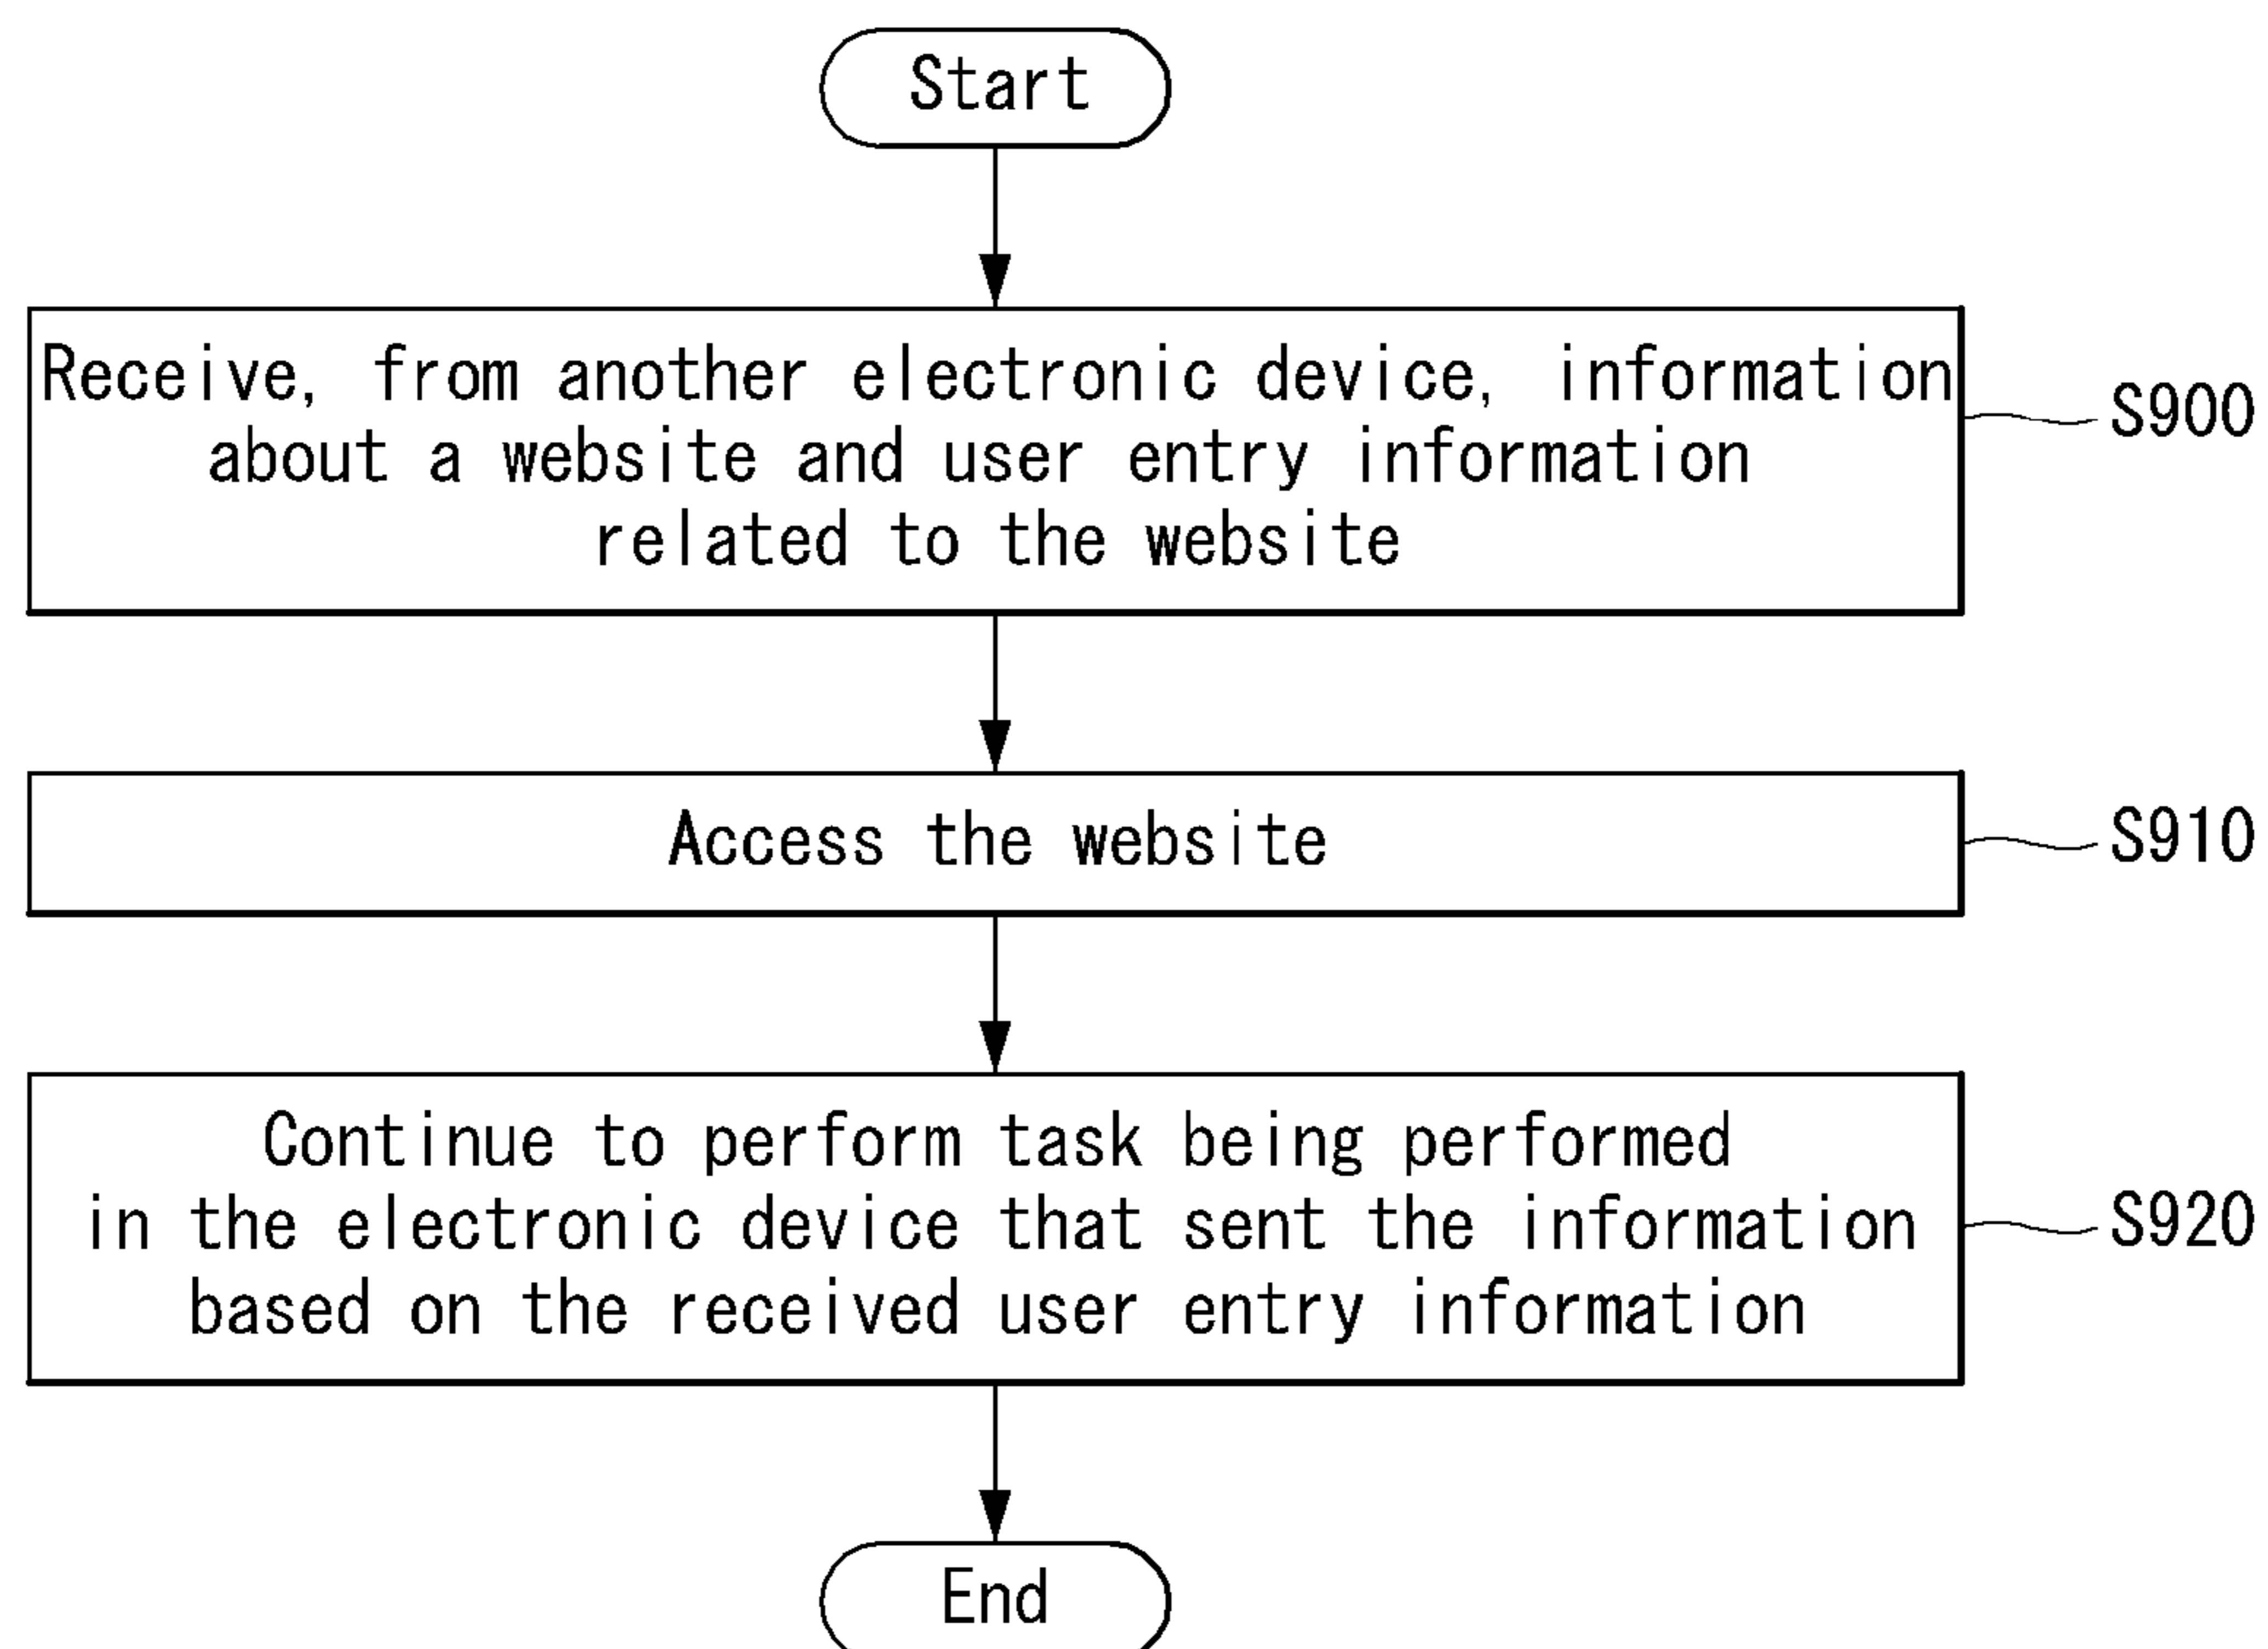 Start
Receive, from another electronic device, information
about a website and user entry information
related to the website
S900
Access the website
S910
Continue to perform task being performed
in the electronic device that sent the information
based on the received user entry information
S920
End